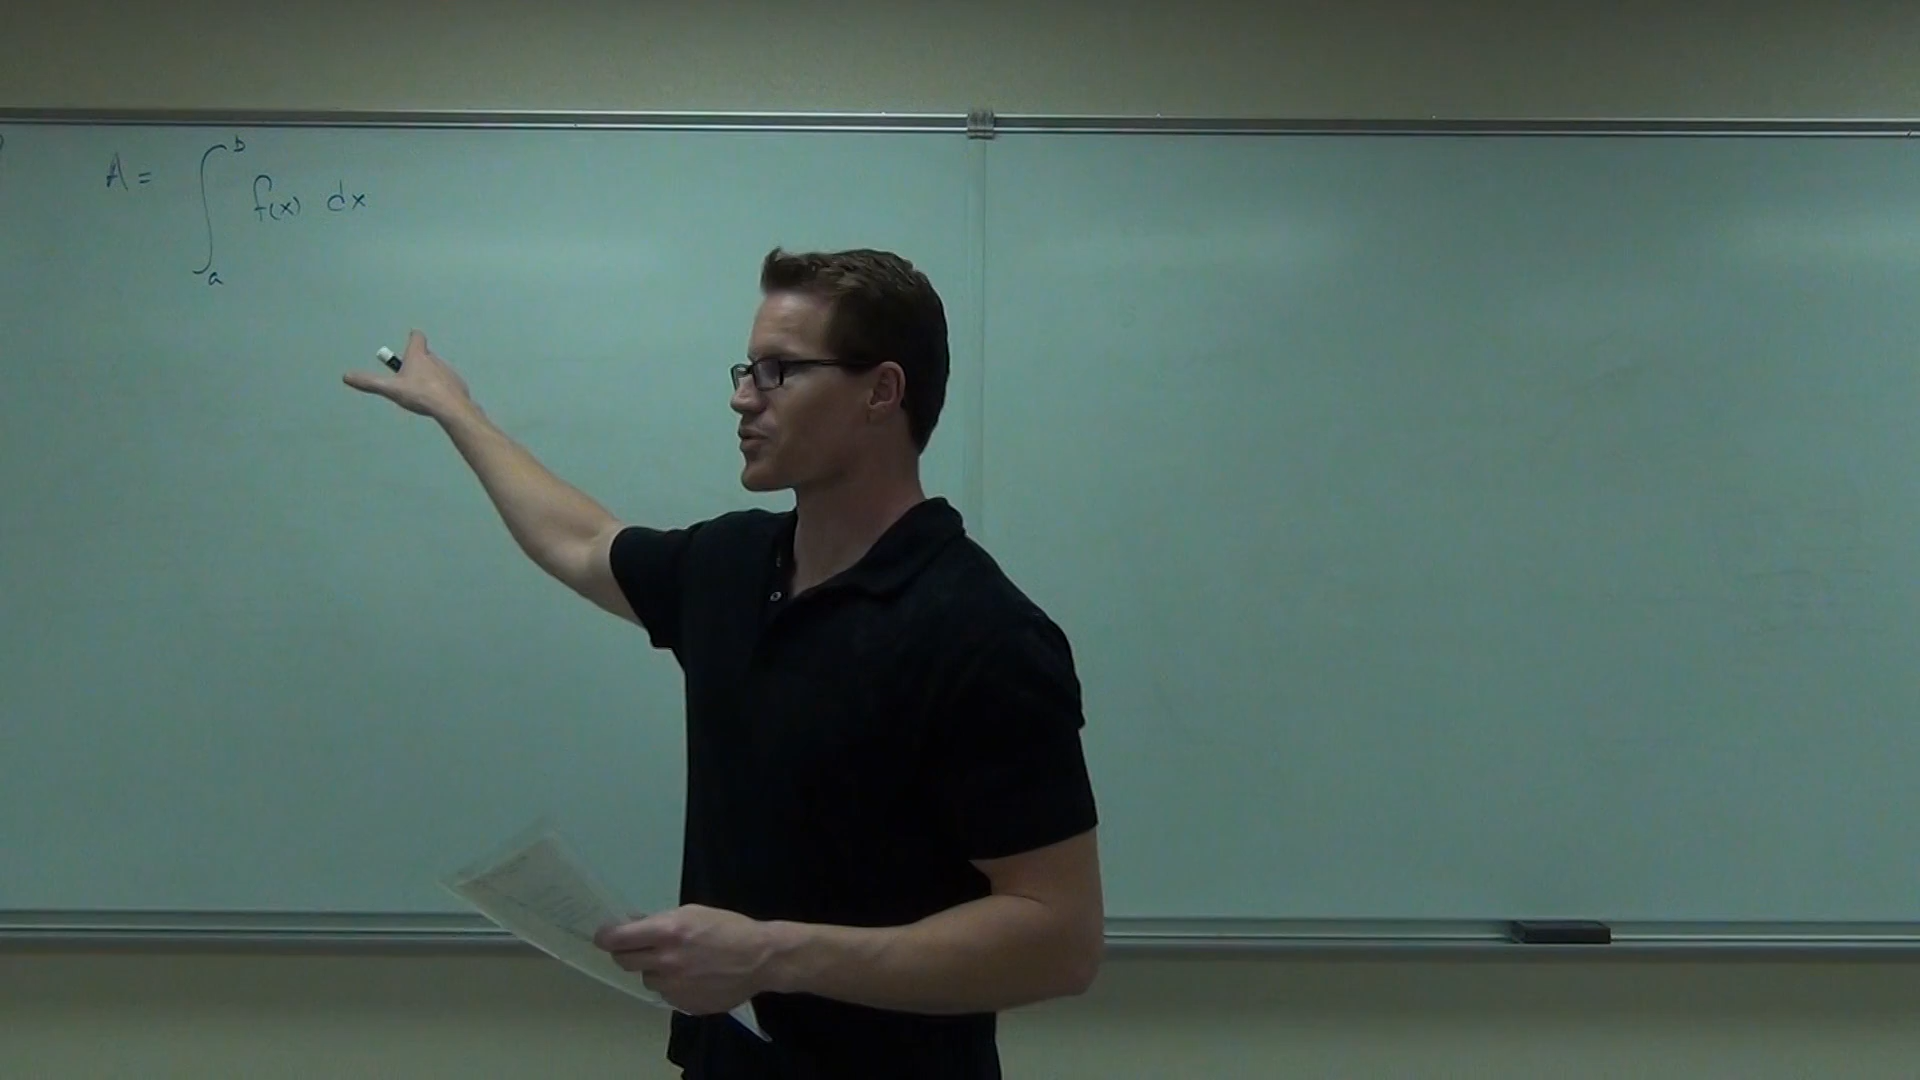 A = ∫_a^b f(x) dx